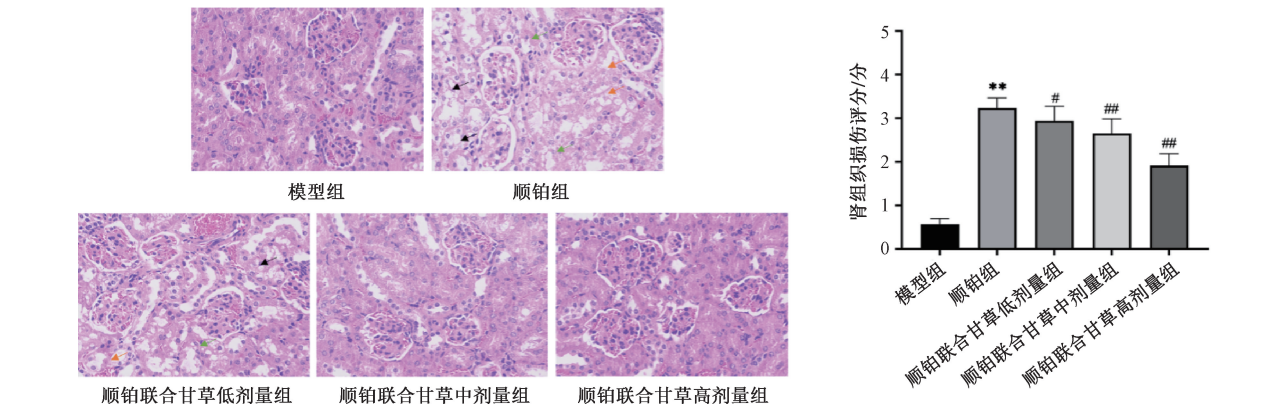 模型组
顺铂组
顺铂联合甘草低剂量组
顺铂联合甘草中剂量组
顺铂联合甘草高剂量组
肾组织损伤评分/分
5
4
3
2
1
0
**
#
##
##
模型组
顺铂组
顺铂联合甘草低剂量组
顺铂联合甘草中剂量组
顺铂联合甘草高剂量组